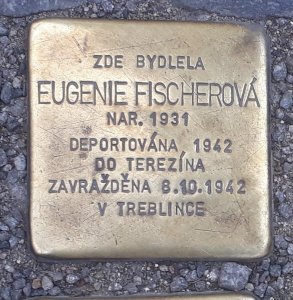 ZDE BYDLELA
EUGENIE FISCHEROVÁ
NAR. 1931
DEPORTOVÁNA 1942
DO TEREZÍNA
ZAVRAŽDĚNA 8.10.1942
V TREBLINCE